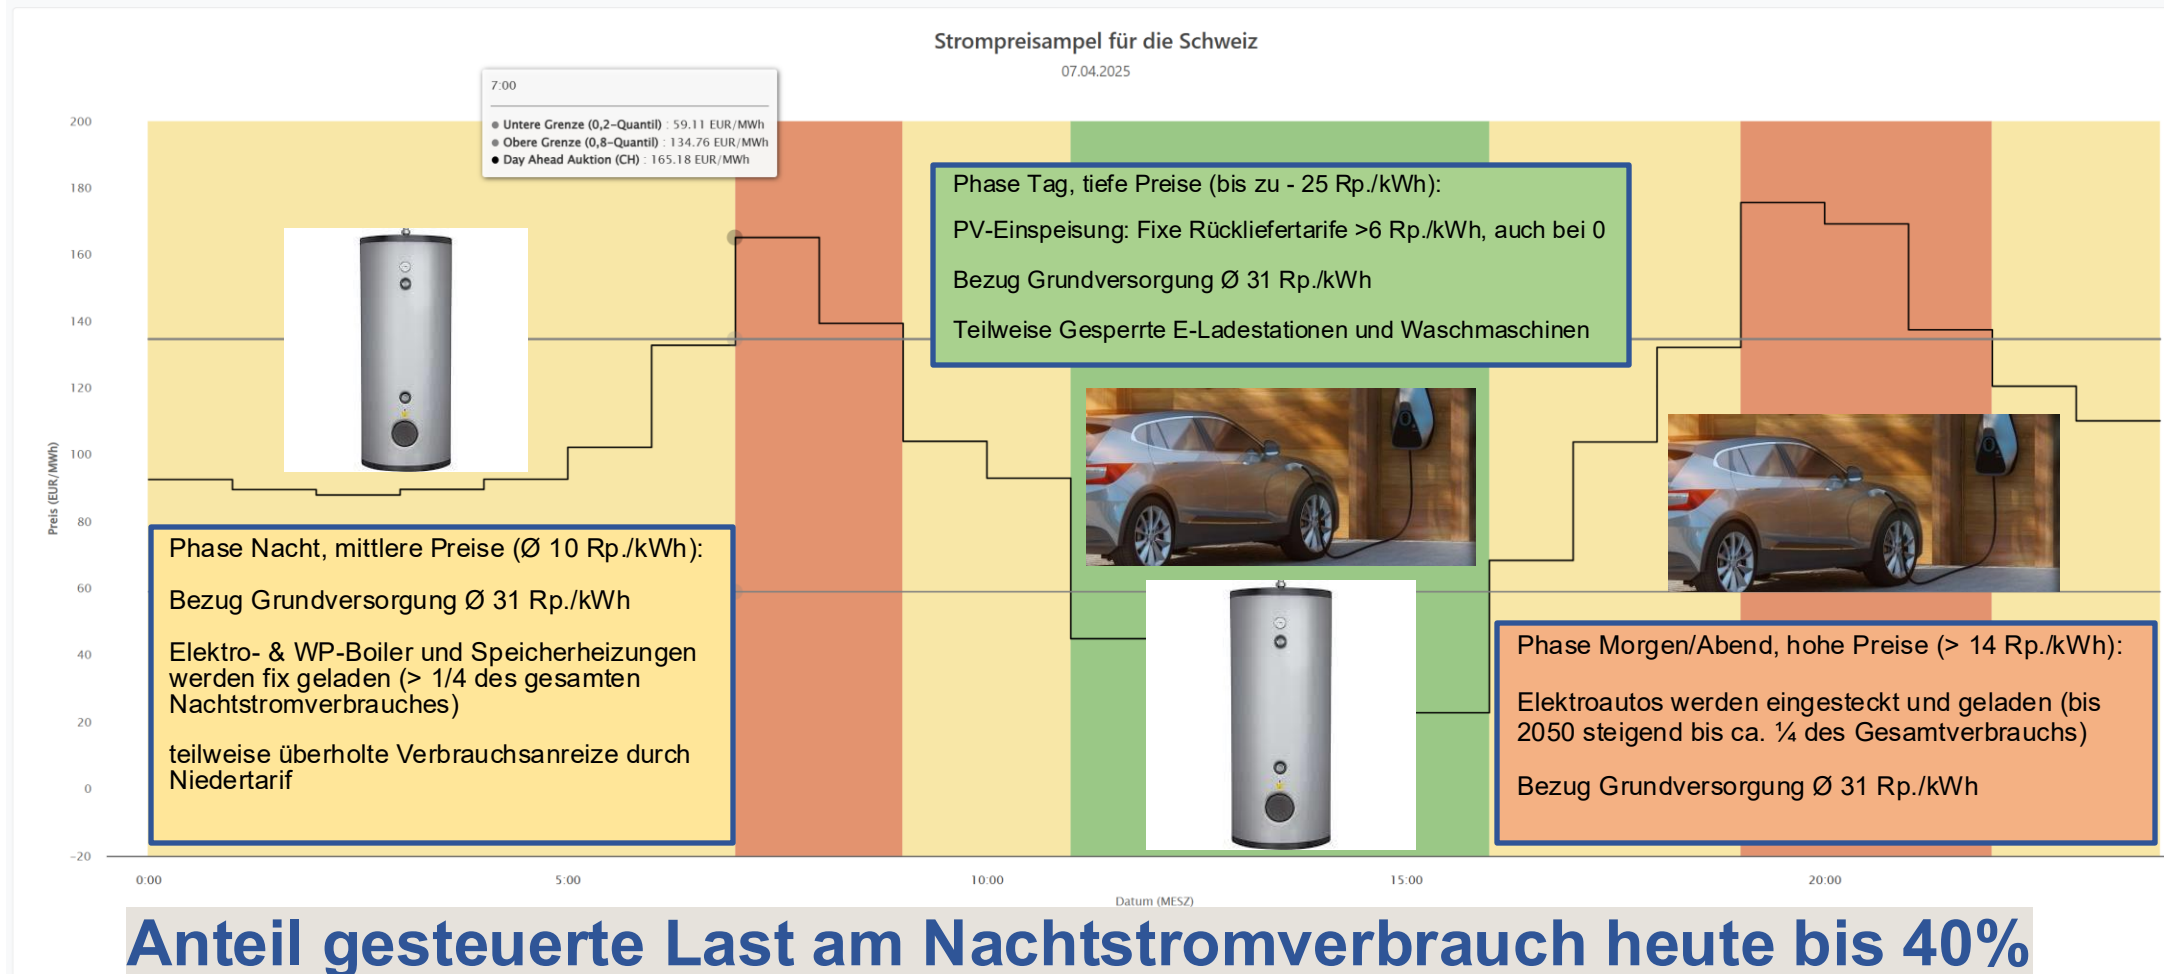 Strompreisampel für die Schweiz
07.04.2025
7:00
Untere Grenze (0,2-Quantil) : 59.11 EUR/MWh
Obere Grenze (0,8-Quantil) : 134.76 EUR/MWh
Day Ahead Auktion (CH) : 165.18 EUR/MWh
Preis (EUR/MWh)
200
180
160
140
120
100
80
60
40
20
0
-20
Phase Tag, tiefe Preise (bis zu - 25 Rp./kWh):
PV-Einspeisung: Fixe Rückliefertarife >6 Rp./kWh, auch bei 0
Bezug Grundversorgung Ø 31 Rp./kWh
Teilweise Gesperrte E-Ladestationen und Waschmaschinen
Phase Nacht, mittlere Preise (Ø 10 Rp./kWh):
Bezug Grundversorgung Ø 31 Rp./kWh
Elektro- & WP-Boiler und Speicherheizungen
werden fix geladen (> 1/4 des gesamten
Nachtstromverbrauches)
teilweise überholte Verbrauchsanreize durch
Niedertarif
Phase Morgen/Abend, hohe Preise (> 14 Rp./kWh):
Elektroautos werden eingesteckt und geladen (bis
2050 steigend bis ca. ¼ des Gesamtverbrauchs)
Bezug Grundversorgung Ø 31 Rp./kWh
0:00
5:00
10:00
15:00
20:00
Datum (MESZ)
Anteil gesteuerte Last am Nachtstromverbrauch heute bis 40%